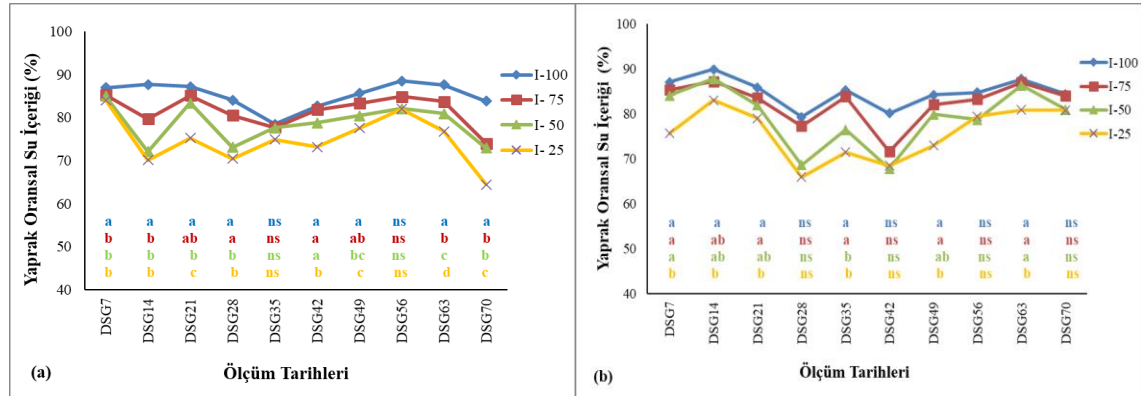 Yaprak Oransal Su İçeriği (%)
100
90
80
70
60
50
40
I-100
I- 75
I- 50
I- 25
a a a a ns a a ns a a
b b ab a ns a ab ns b b
b b b b ns a bc ns c b
b b c b ns b c ns d c
DSG7 DSG14 DSG21 DSG28 DSG35 DSG42 DSG49 DSG56 DSG63 DSG70
(a)
Ölçüm Tarihleri
Yaprak Oransal Su İçeriği (%)
100
90
80
70
60
50
40
I-100
I-75
I- 50
I- 25
a a a ns a ns a ns a ns
a ab a ns a ns a ns a ns
a ab ab ns b ns ab ns a ns
b b b ns b ns b ns b ns
DSG7 DSG14 DSG21 DSG28 DSG35 DSG42 DSG49 DSG56 DSG63 DSG70
(b)
Ölçüm Tarihleri